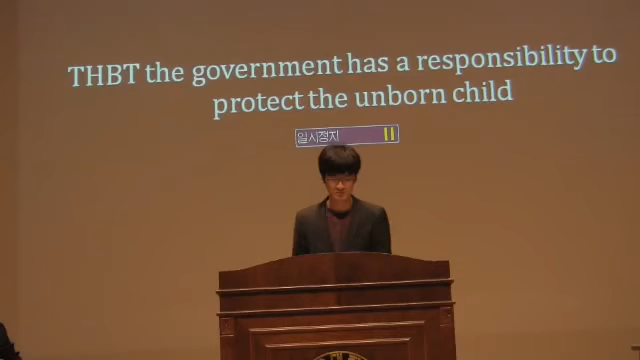 THBT the government has a responsibility to
protect the unborn child
일시정지